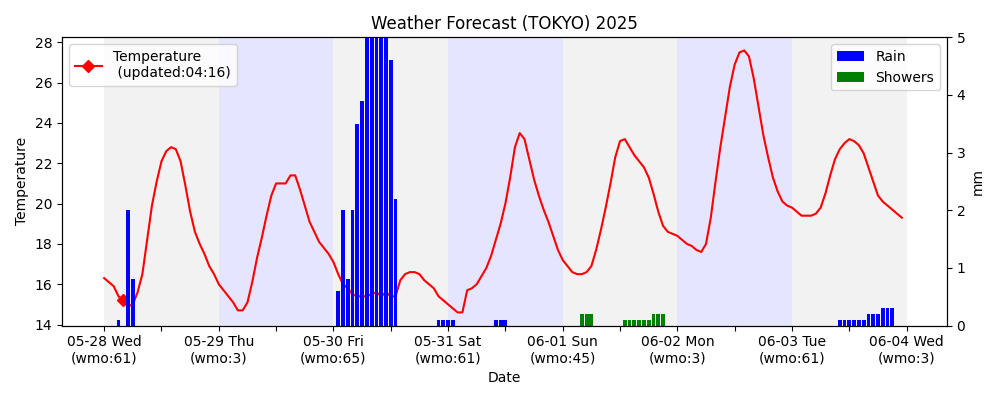 Weather Forecast (TOKYO) 2025
Temperature
(updated:04:16)
Rain
Showers
28
26
24
22
20
18
16
14
Temperature
5
4
3
2
1
0
mm
05-28 Wed
(wmo:61)
05-29 Thu
(wmo:3)
05-30 Fri
(wmo:65)
05-31 Sat
(wmo:61)
06-01 Sun
(wmo:45)
06-02 Mon
(wmo:3)
06-03 Tue
(wmo:61)
06-04 Wed
(wmo:3)
Date